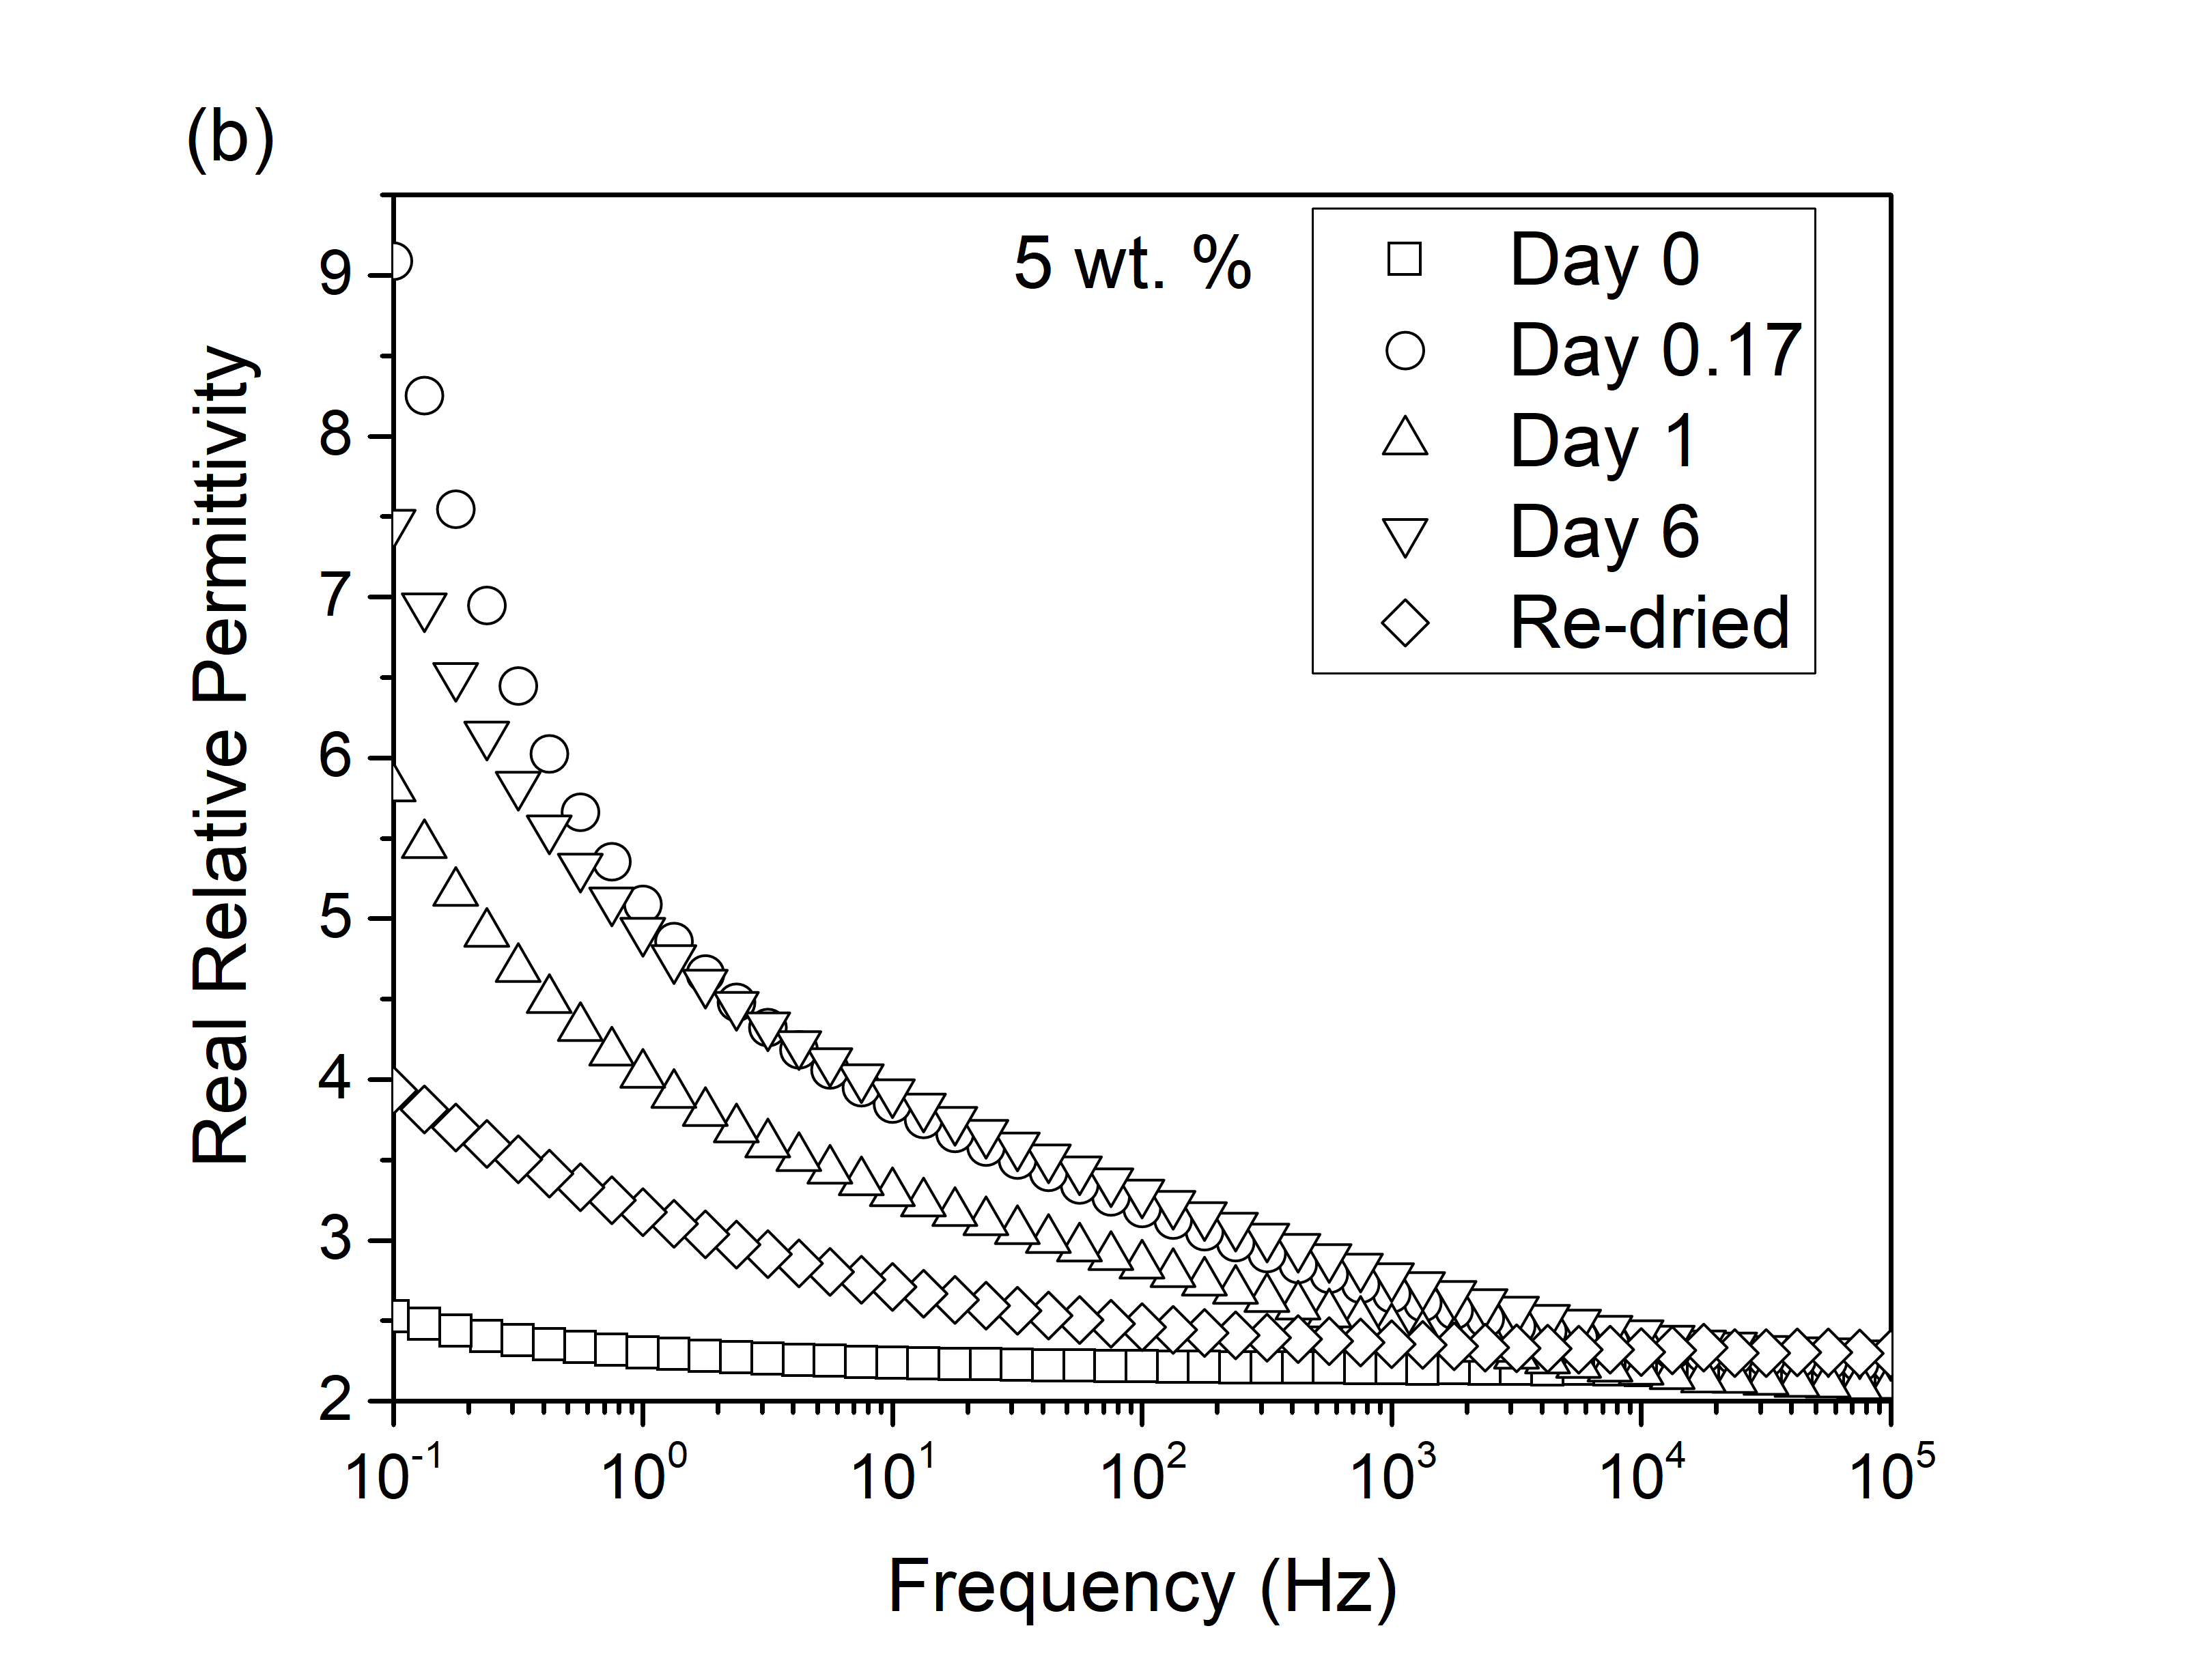 (b)
5 wt. %
Day 0
Day 0.17
Day 1
Day 6
Re-dried
Real Relative Permittivity
9
8
7
6
5
4
3
2
10⁻¹ 10⁰ 10¹ 10² 10³ 10⁴ 10⁵
Frequency (Hz)